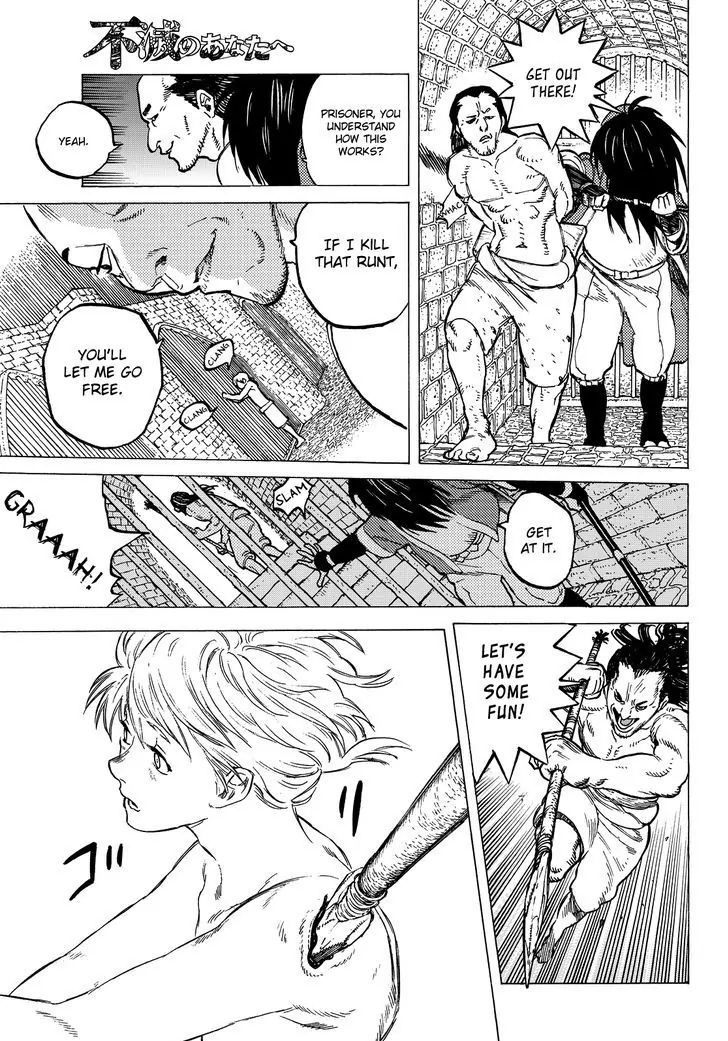 不滅のあなたへ
GET OUT
THERE!
WHAC
PRISONER, YOU
UNDERSTAND
HOW THIS
WORKS?
YEAH.
IF I KILL
THAT RUNT,
YOU'LL
LET ME GO
FREE.
CLANG
CLANG
SLAM
GET
AT IT.
GRAAAH!
LET'S
HAVE
SOME
FUN!
ゴッ